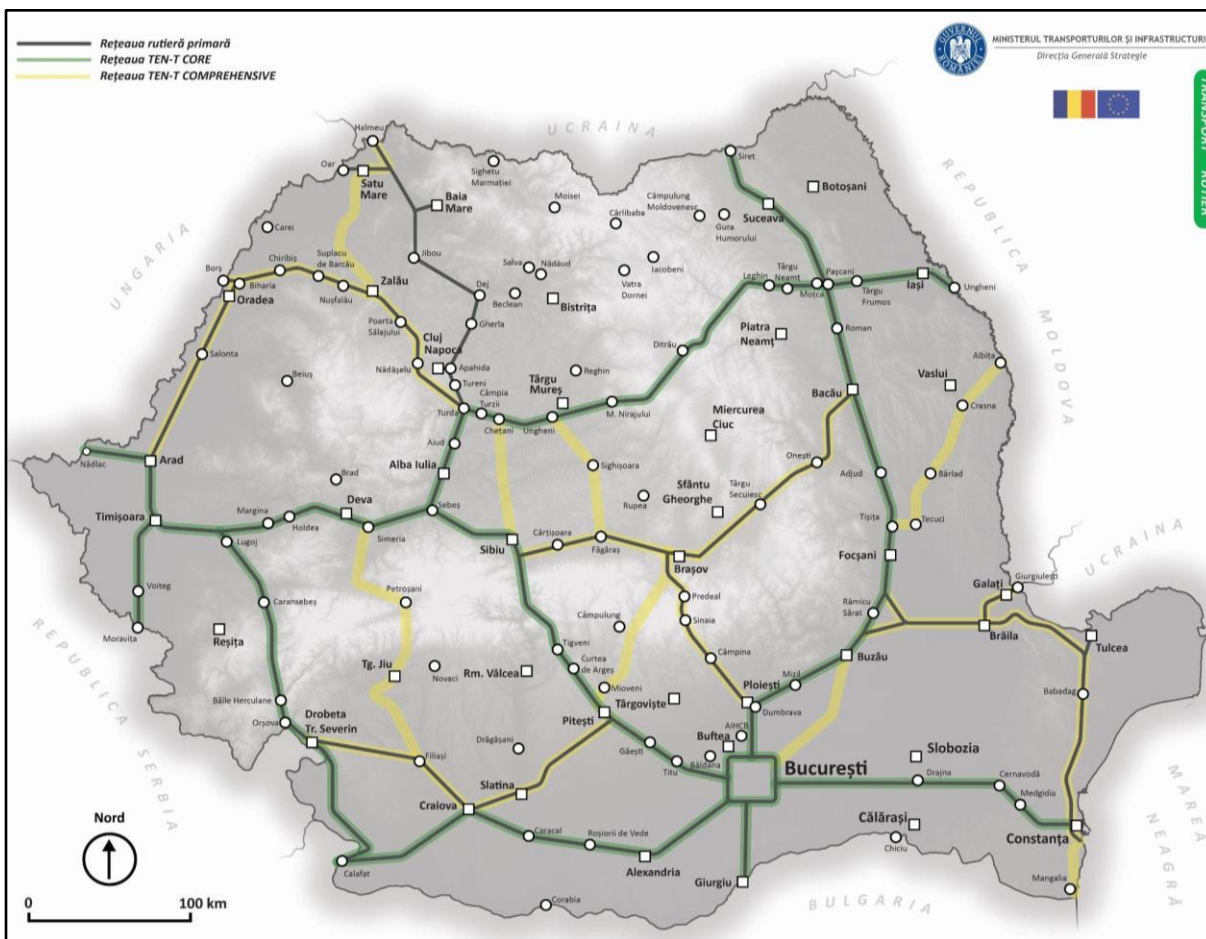 Rețeaua rutieră primară
Rețeaua TEN-T CORE
Rețeaua TEN-T COMPREHENSIVE
GUVERNUL ROMÂNIEI
MINISTERUL TRANSPORTURILOR ȘI INFRASTRUCTURII
Direcția Generală Strategie
TRANSPORT RUTIER
UCRAINA
REPUBLICA
MOLDOVA
UNGARIA
REPUBLICA SERBIA
BULGARIA
MAREA
NEAGRĂ
UCRAINA
Halmeu
Oar
Satu
Mare
Sighetu
Marmației
Baia
Mare
Moisei
Cârlibaba
Câmpulung
Moldovenesc
Gura
Humorului
Siret
Suceava
Botoșani
Carei
Jibou
Salva
Năsăud
Iacobeni
Vatra
Dornei
Leghin
Târgu
Neamț
Moțca
Pașcani
Târgu
Frumos
Iași
Ungheni
Borș
Biharia
Oradea
Chiribiș
Suplacu
de Barcău
Nușfalău
Zalău
Dej
Beclean
Bistrița
Gherla
Poarta
Sălajului
Cluj
Napoca
Nădășelu
Apahida
Tureni
Câmpia
Turzii
Turda
Chețani
Târgu
Mureș
Ungheni
Reghin
M. Nirajului
Ditrău
Piatra
Neamț
Roman
Bacău
Vaslui
Albița
Crasna
Salonta
Beiuș
Aiud
Alba Iulia
Sighișoara
Miercurea
Ciuc
Onești
Adjud
Bârlad
Nădlac
Arad
Brad
Deva
Sebeș
Rupea
Sfântu
Gheorghe
Târgu
Secuiesc
Tișița
Tecuci
Timișoara
Margina
Holdea
Lugoj
Simeria
Sibiu
Cârțișoara
Făgăraș
Brașov
Focșani
Galați
Giurgiulești
Voiteg
Moravița
Caransebeș
Reșița
Petroșani
Câmpulung
Predeal
Sinaia
Râmicu
Sărat
Brăila
Tulcea
Tg. Jiu
Novaci
Rm. Vâlcea
Tigveni
Curtea
de Argeș
Mioveni
Târgoviște
Câmpina
Ploiești
Mizil
Buzău
Babadag
Băile Herculane
Orșova
Drobeta
Tr. Severin
Filiași
Drăgășani
Pitești
Găești
Titu
Bâldana
Buftea
AIHCB
Dumbrava
București
Slobozia
Drajna
Cernavodă
Medgidia
Constanța
Slatina
Craiova
Caracal
Roșiorii de Vede
Alexandria
Giurgiu
Călărași
Chiciu
Mangalia
Calafat
Corabia
Nord
0
100 km